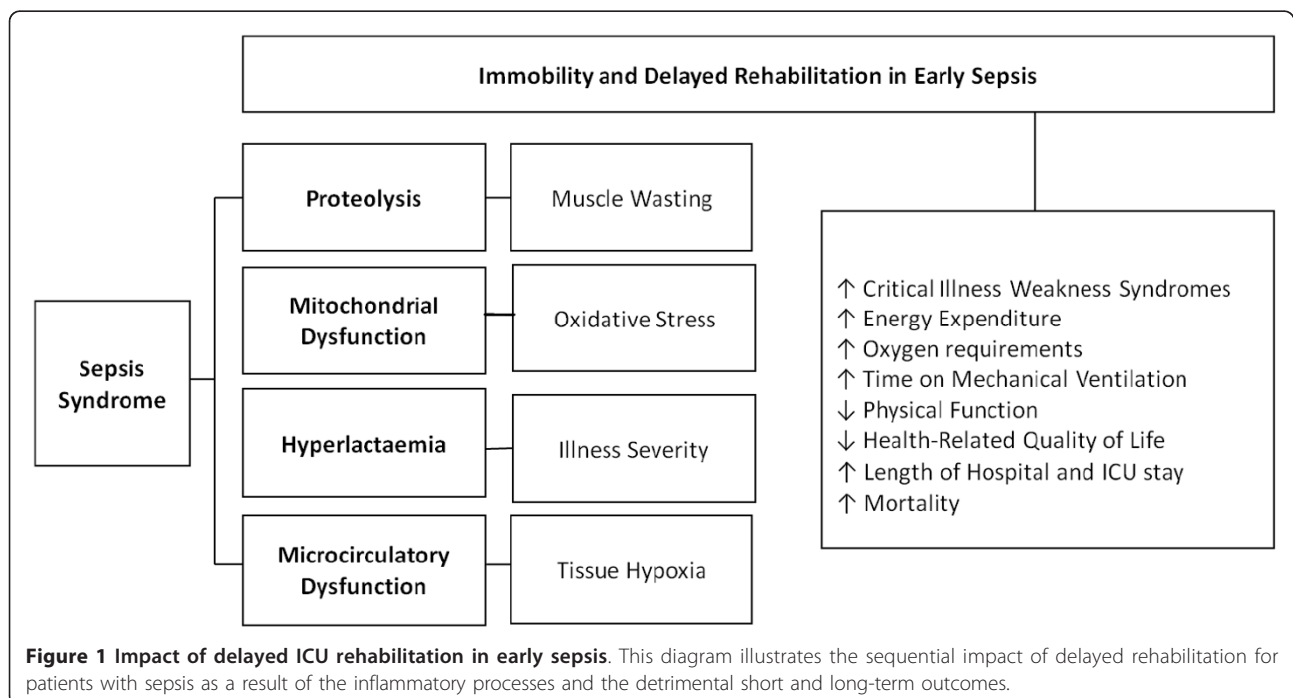 Immobility and Delayed Rehabilitation in Early Sepsis
Sepsis
Syndrome
Proteolysis
Muscle Wasting
Mitochondrial
Dysfunction
Oxidative Stress
Hyperlactaemia
Illness Severity
Microcirculatory
Dysfunction
Tissue Hypoxia
↑ Critical Illness Weakness Syndromes
↑ Energy Expenditure
↑ Oxygen requirements
↑ Time on Mechanical Ventilation
↓ Physical Function
↓ Health-Related Quality of Life
↑ Length of Hospital and ICU stay
↑ Mortality
Figure 1 Impact of delayed ICU rehabilitation in early sepsis. This diagram illustrates the sequential impact of delayed rehabilitation for
patients with sepsis as a result of the inflammatory processes and the detrimental short and long-term outcomes.